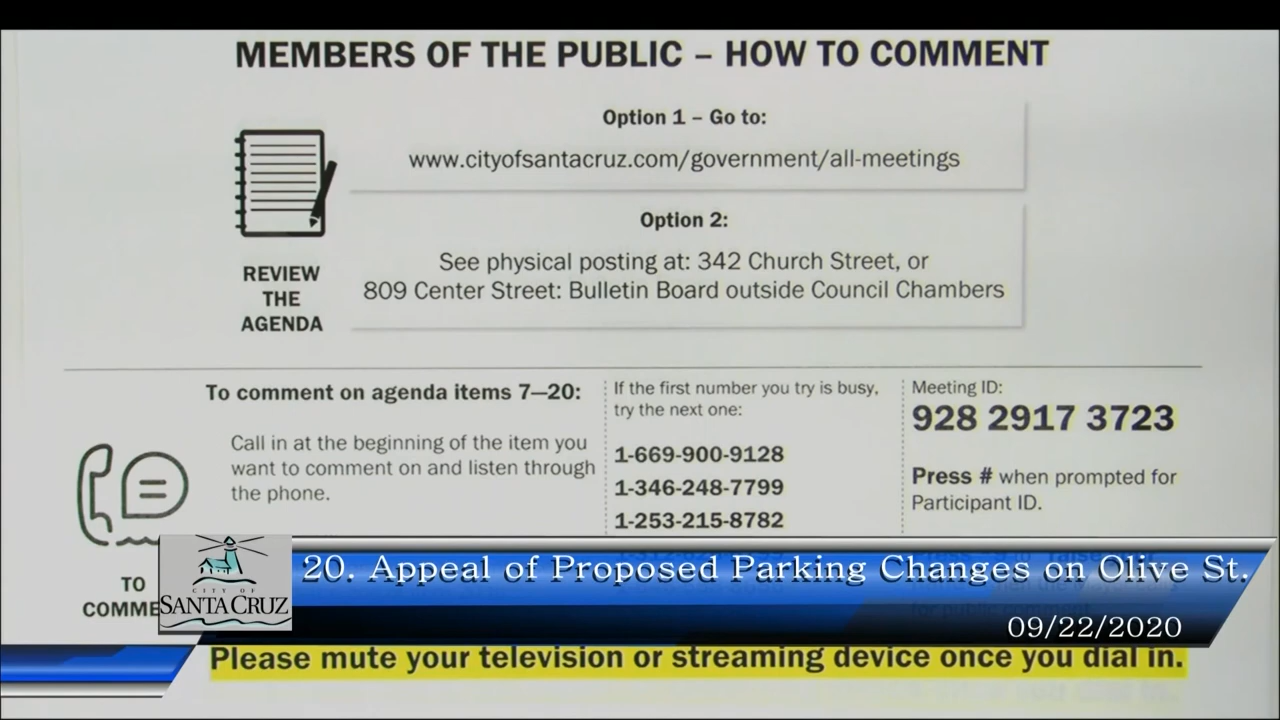 MEMBERS OF THE PUBLIC – HOW TO COMMENT
Option 1 – Go to:
www.cityofsantacruz.com/government/all-meetings
Option 2:
See physical posting at: 342 Church Street, or
809 Center Street: Bulletin Board outside Council Chambers
REVIEW
THE
AGENDA
To comment on agenda items 7—20:
Call in at the beginning of the item you
want to comment on and listen through
the phone.
If the first number you try is busy,
try the next one:
1-669-900-9128
1-346-248-7799
1-253-215-8782
Meeting ID:
928 2917 3723
Press # when prompted for
Participant ID.
TO
COMME
CITY OF
SANTA CRUZ
20. Appeal of Proposed Parking Changes on Olive St.
09/22/2020
Please mute your television or streaming device once you dial in.